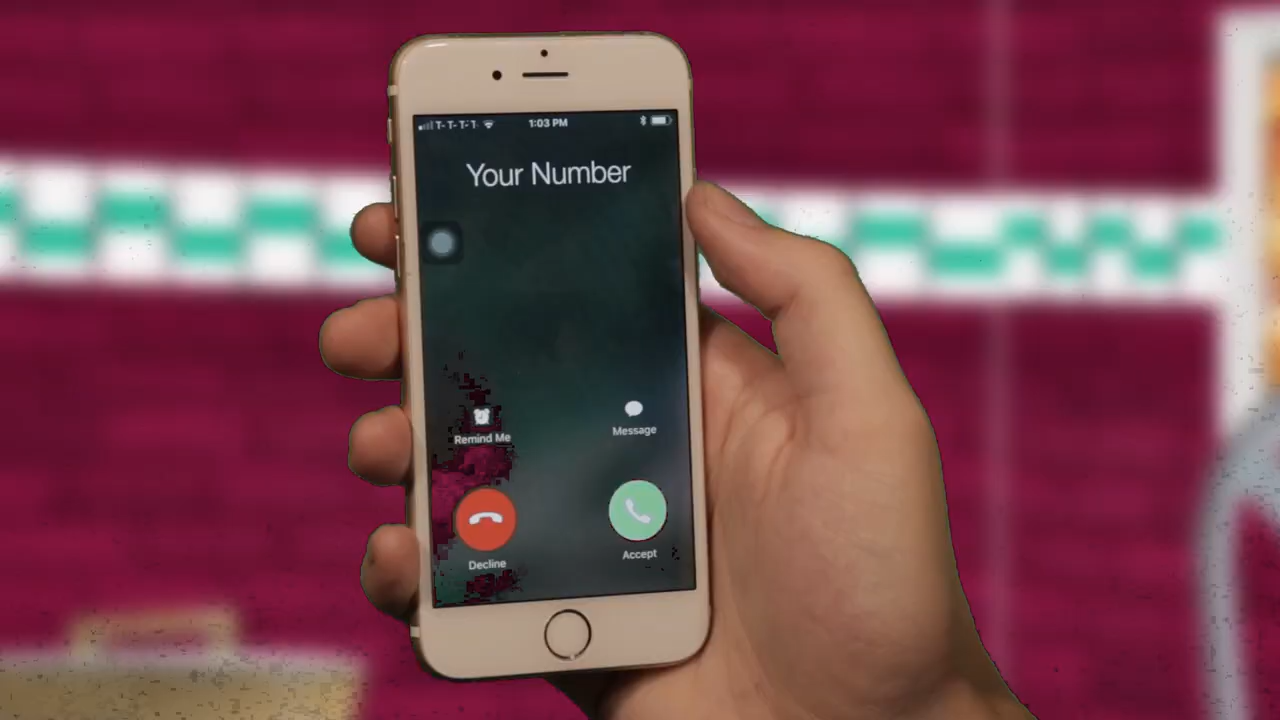 T- T- T- T 1:03 PM
Your Number
Remind Me
Message
Decline
Accept